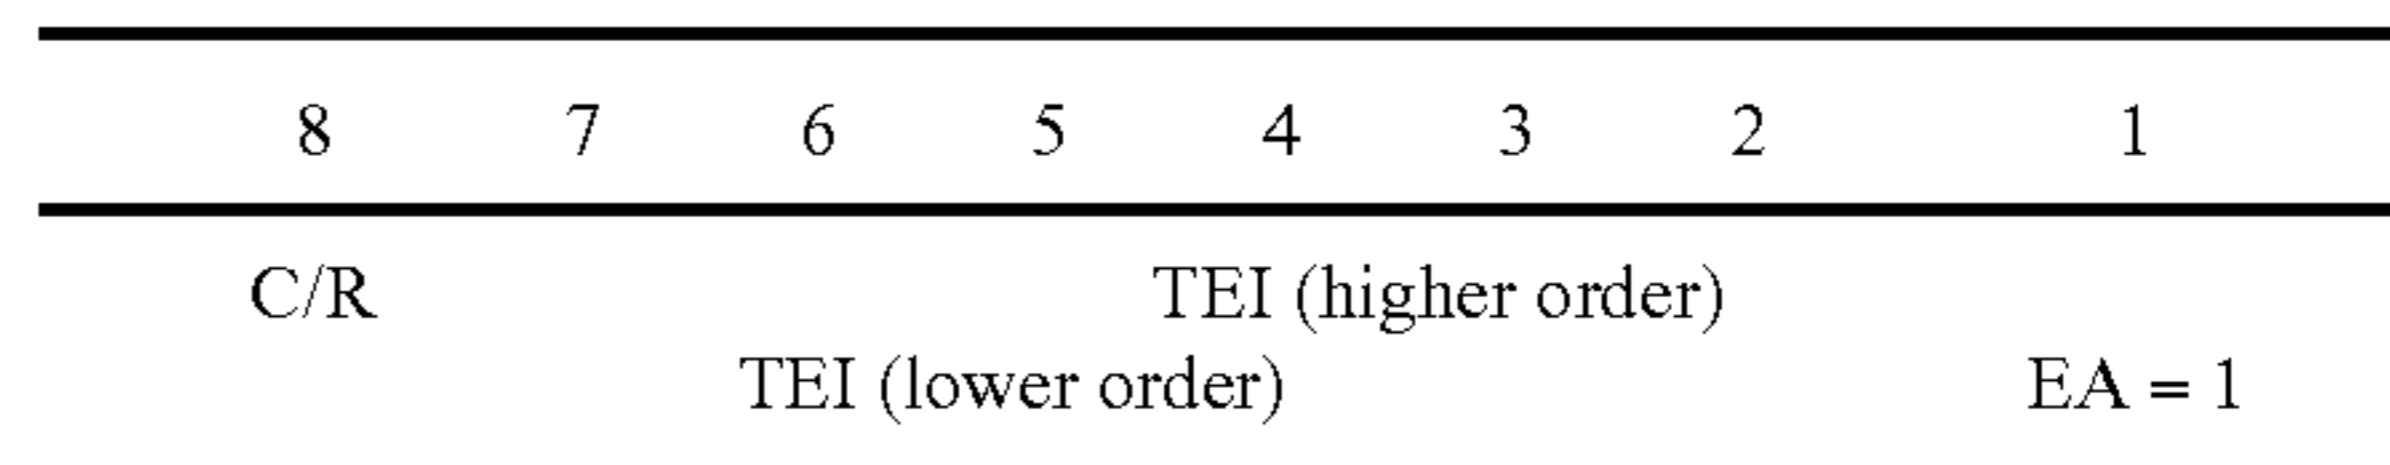 8 7 6 5 4 3 2 1
C/R TEI (higher order)
TEI (lower order) EA = 1